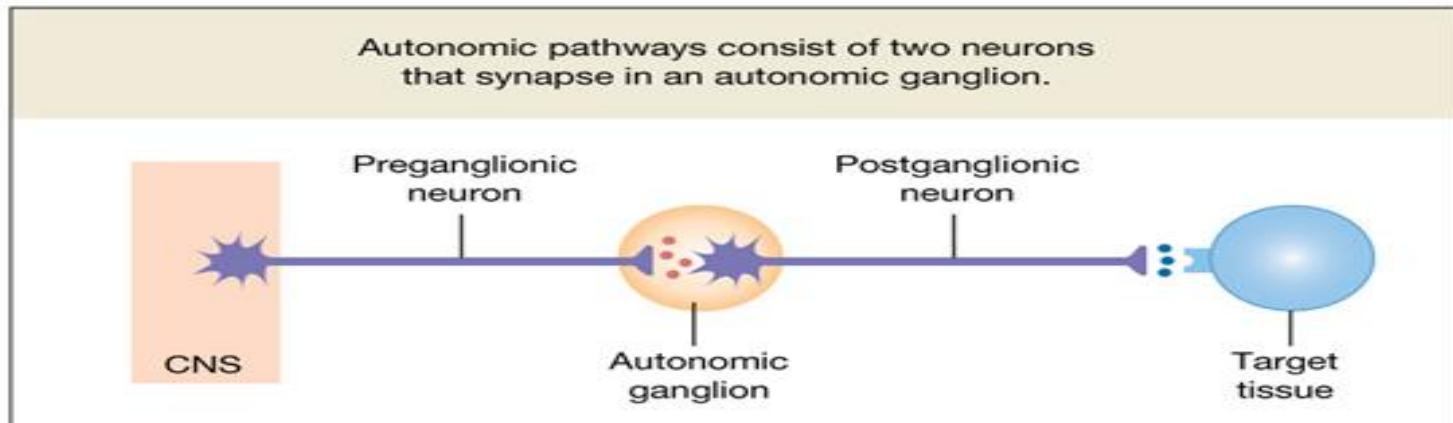 Autonomic pathways consist of two neurons
that synapse in an autonomic ganglion.
Preganglionic
neuron
Postganglionic
neuron
CNS
Autonomic
ganglion
Target
tissue